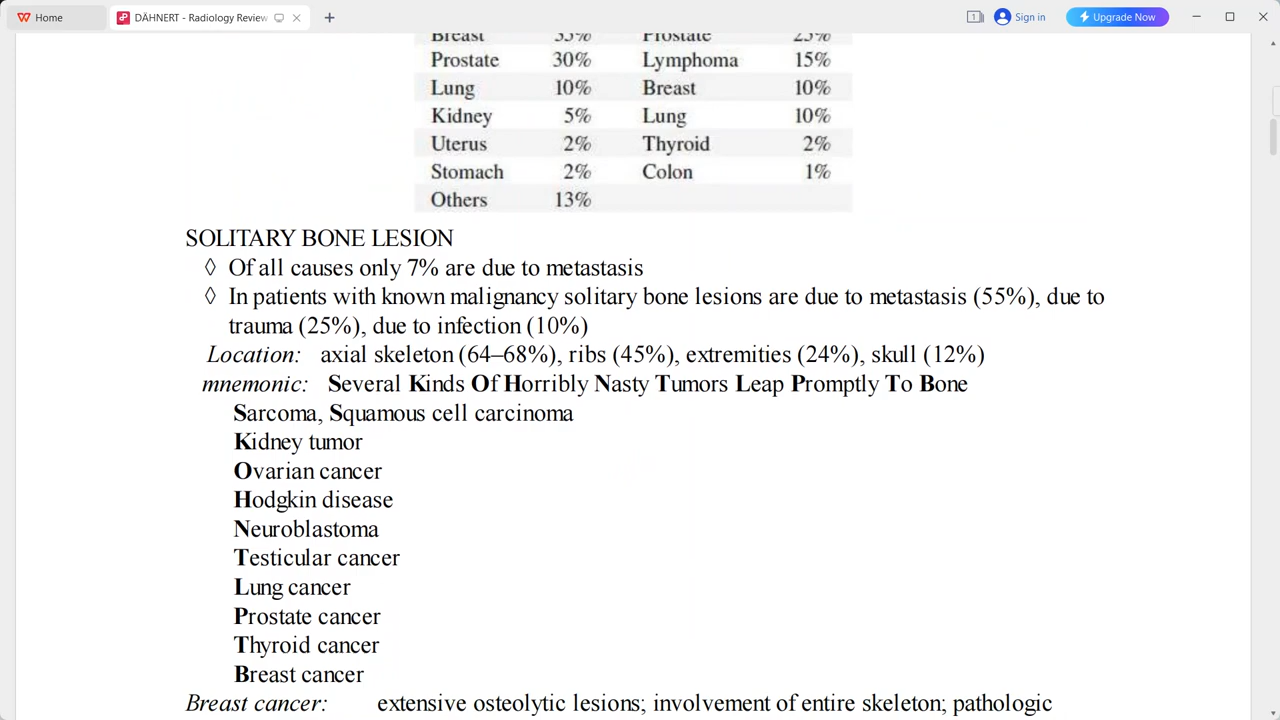 Home
DÄHNERT - Radiology Review
1
Sign in
Upgrade Now
Breast 35% Prostate 25%
Prostate 30% Lymphoma 15%
Lung 10% Breast 10%
Kidney 5% Lung 10%
Uterus 2% Thyroid 2%
Stomach 2% Colon 1%
Others 13%
SOLITARY BONE LESION
◊ Of all causes only 7% are due to metastasis
◊ In patients with known malignancy solitary bone lesions are due to metastasis (55%), due to
trauma (25%), due to infection (10%)
Location: axial skeleton (64–68%), ribs (45%), extremities (24%), skull (12%)
mnemonic: Several Kinds Of Horribly Nasty Tumors Leap Promptly To Bone
Sarcoma, Squamous cell carcinoma
Kidney tumor
Ovarian cancer
Hodgkin disease
Neuroblastoma
Testicular cancer
Lung cancer
Prostate cancer
Thyroid cancer
Breast cancer
Breast cancer: extensive osteolytic lesions; involvement of entire skeleton; pathologic